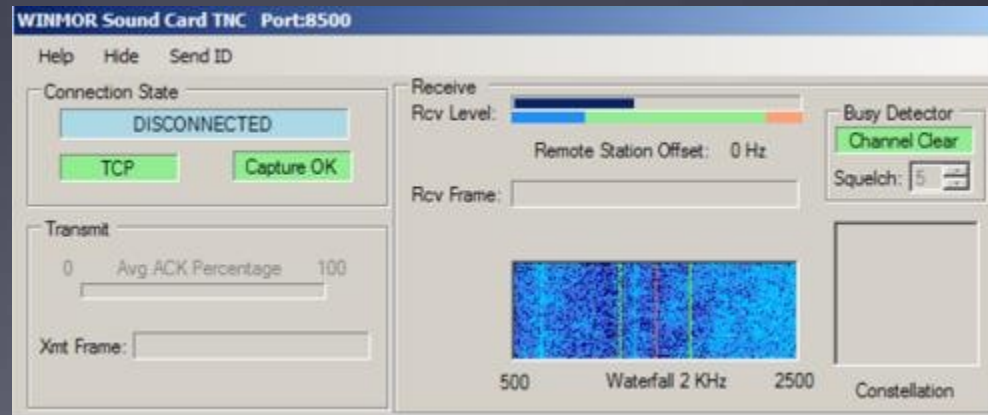 WINMOR Sound Card TNC Port:8500
Help Hide Send ID
Connection State
DISCONNECTED
TCP Capture OK
Transmit
0 Avg ACK Percentage 100
Xmt Frame:
Receive
Rcv Level:
Remote Station Offset: 0 Hz
Rcv Frame:
500 Waterfall 2 KHz 2500
Busy Detector
Channel Clear
Squelch: 5
Constellation